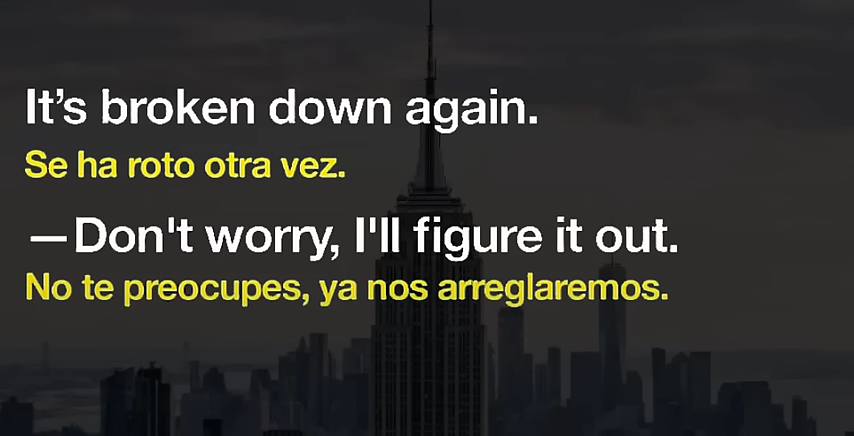 It’s broken down again.
Se ha roto otra vez.
—Don't worry, I'll figure it out.
No te preocupes, ya nos arreglaremos.